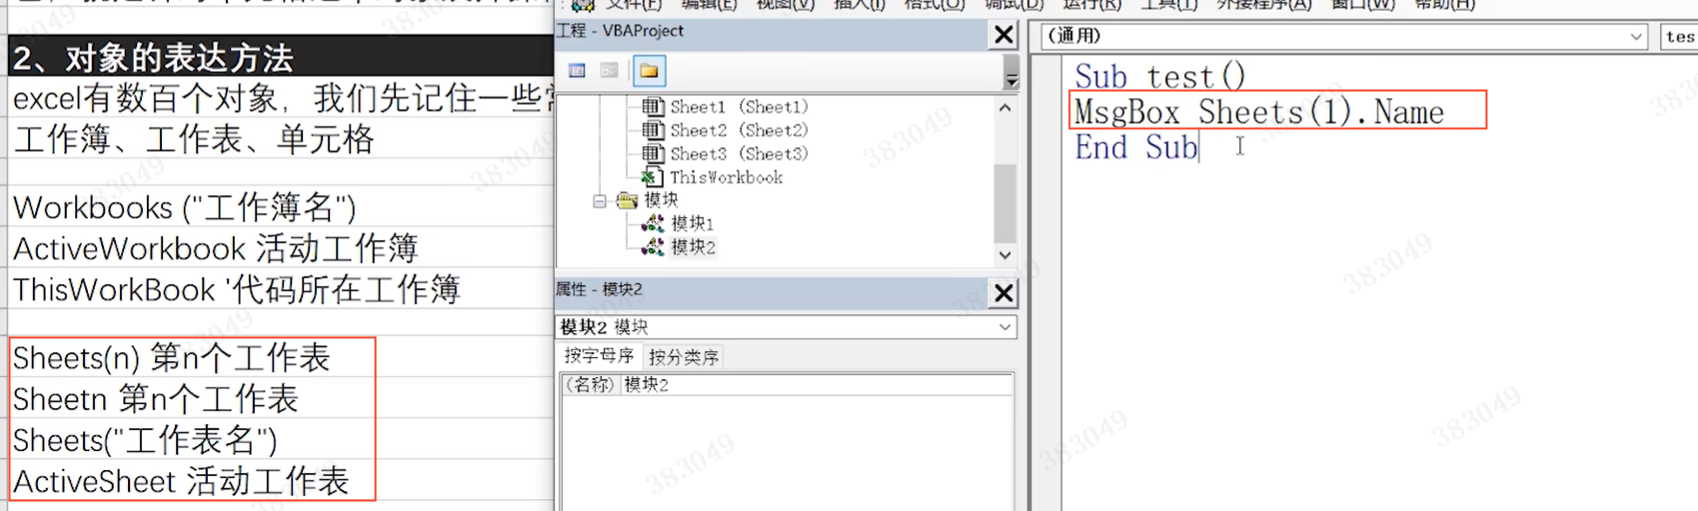 2、对象的表达方法
excel有数百个对象，我们先记住一些常
工作簿、工作表、单元格
Workbooks ("工作簿名")
ActiveWorkbook 活动工作簿
ThisWorkBook '代码所在工作簿
Sheets(n) 第n个工作表
Sheetn 第n个工作表
Sheets("工作表名")
ActiveSheet 活动工作表
文件(F) 编辑(E) 视图(V) 插入(I) 格式(O) 调试(D) 运行(R) 工具(T) 外接程序(A) 窗口(W) 帮助(H)
工程 - VBAProject
Sheet1 (Sheet1)
Sheet2 (Sheet2)
Sheet3 (Sheet3)
ThisWorkbook
模块
模块1
模块2
属性 - 模块2
模块2 模块
按字母序 按分类序
(名称) 模块2
(通用) tes
Sub test()
MsgBox Sheets(1).Name
End Sub
383049